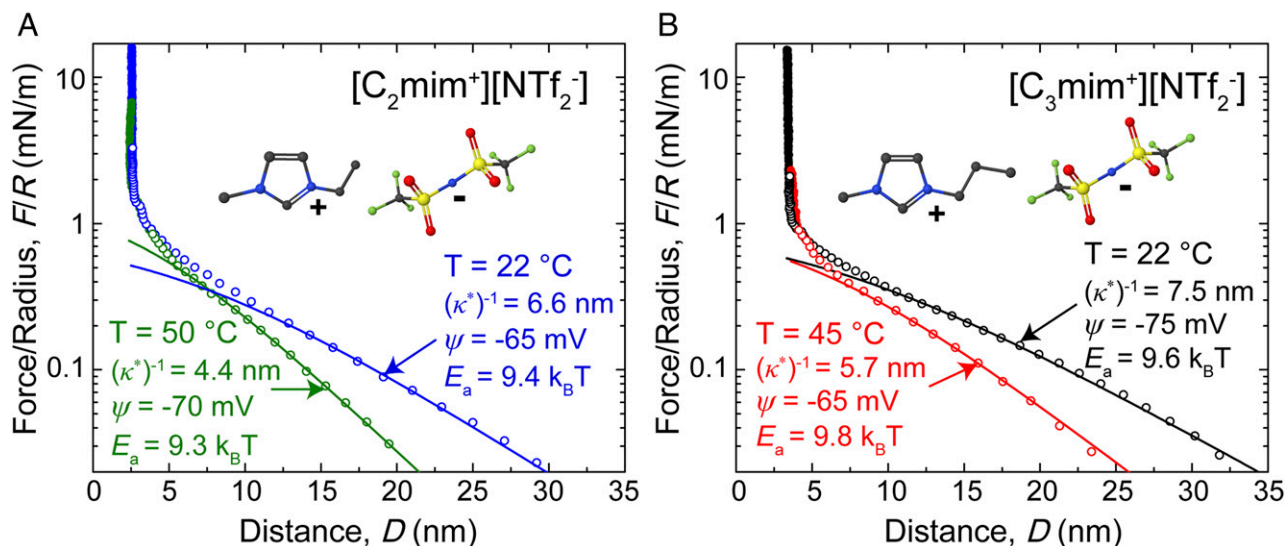 A
[C₂mim⁺][NTf₂⁻]
+
-
Force/Radius, F/R (mN/m)
10
1
0.1
T = 22 °C
(κ*)⁻¹ = 6.6 nm
ψ = -65 mV
Eₐ = 9.4 k_BT
T = 50 °C
(κ*)⁻¹ = 4.4 nm
ψ = -70 mV
Eₐ = 9.3 k_BT
0 5 10 15 20 25 30 35
Distance, D (nm)
B
[C₃mim⁺][NTf₂⁻]
+
-
Force/Radius, F/R (mN/m)
10
1
0.1
T = 22 °C
(κ*)⁻¹ = 7.5 nm
ψ = -75 mV
Eₐ = 9.6 k_BT
T = 45 °C
(κ*)⁻¹ = 5.7 nm
ψ = -65 mV
Eₐ = 9.8 k_BT
0 5 10 15 20 25 30 35
Distance, D (nm)